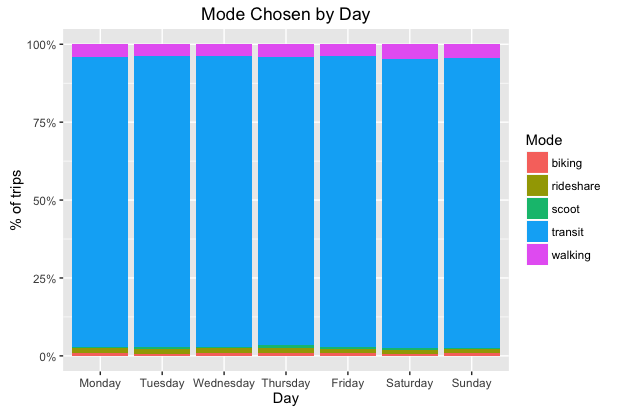 Mode Chosen by Day
% of trips
100%
75%
50%
25%
0%
Monday Tuesday Wednesday Thursday Friday Saturday Sunday
Day
Mode
biking
rideshare
scoot
transit
walking